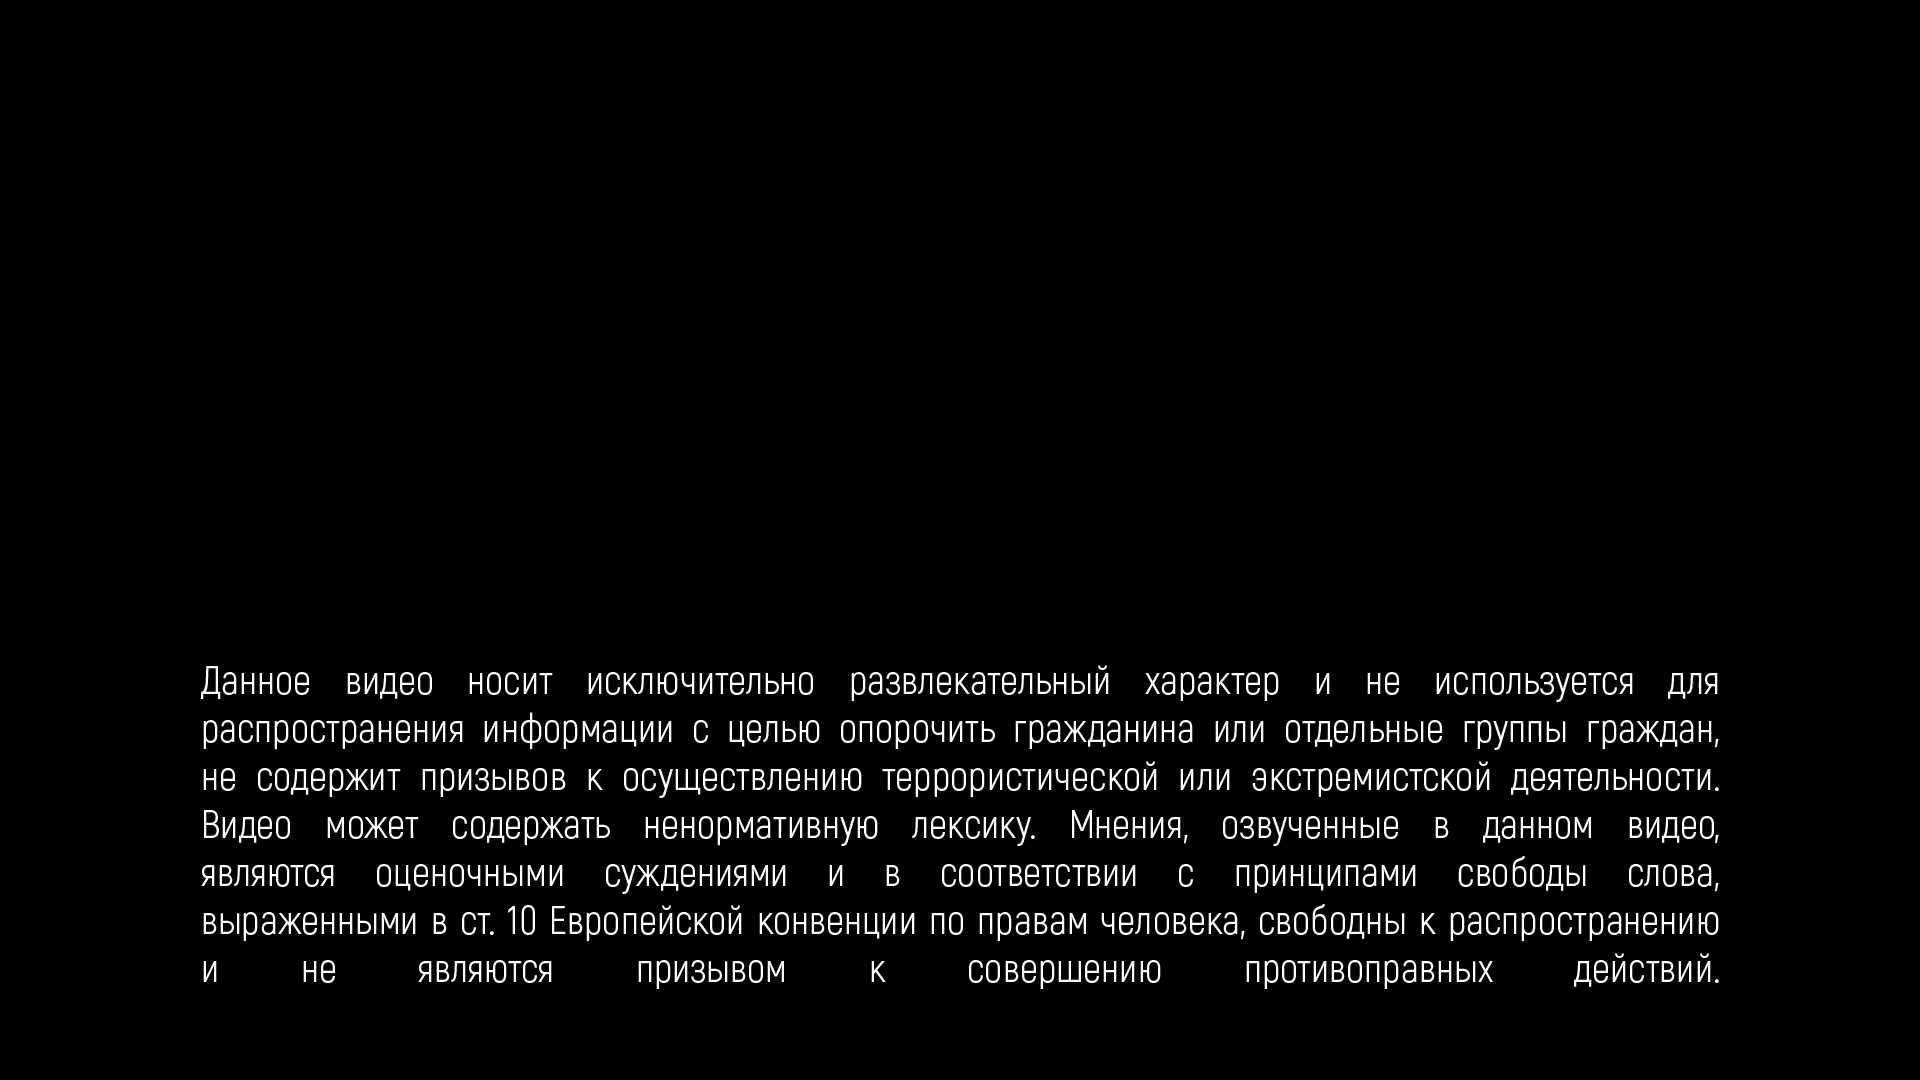 Данное видео носит исключительно развлекательный характер и не используется для
распространения информации с целью опорочить гражданина или отдельные группы граждан,
не содержит призывов к осуществлению террористической или экстремистской деятельности.
Видео может содержать ненормативную лексику. Мнения, озвученные в данном видео,
являются оценочными суждениями и в соответствии с принципами свободы слова,
выраженными в ст. 10 Европейской конвенции по правам человека, свободны к распространению
и не являются призывом к совершению противоправных действий.